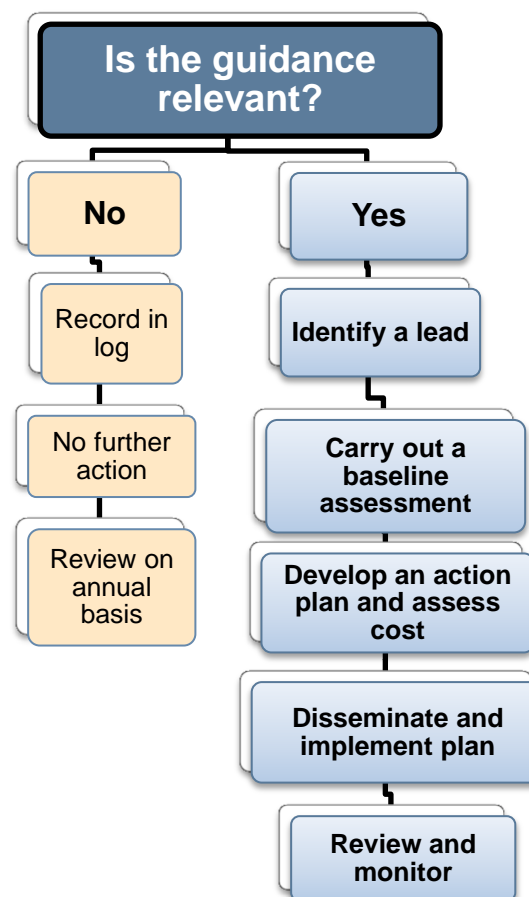 Is the guidance
relevant?
No
Record in
log
No further
action
Review on
annual
basis
Yes
Identify a lead
Carry out a
baseline
assessment
Develop an action
plan and assess
cost
Disseminate and
implement plan
Review and
monitor